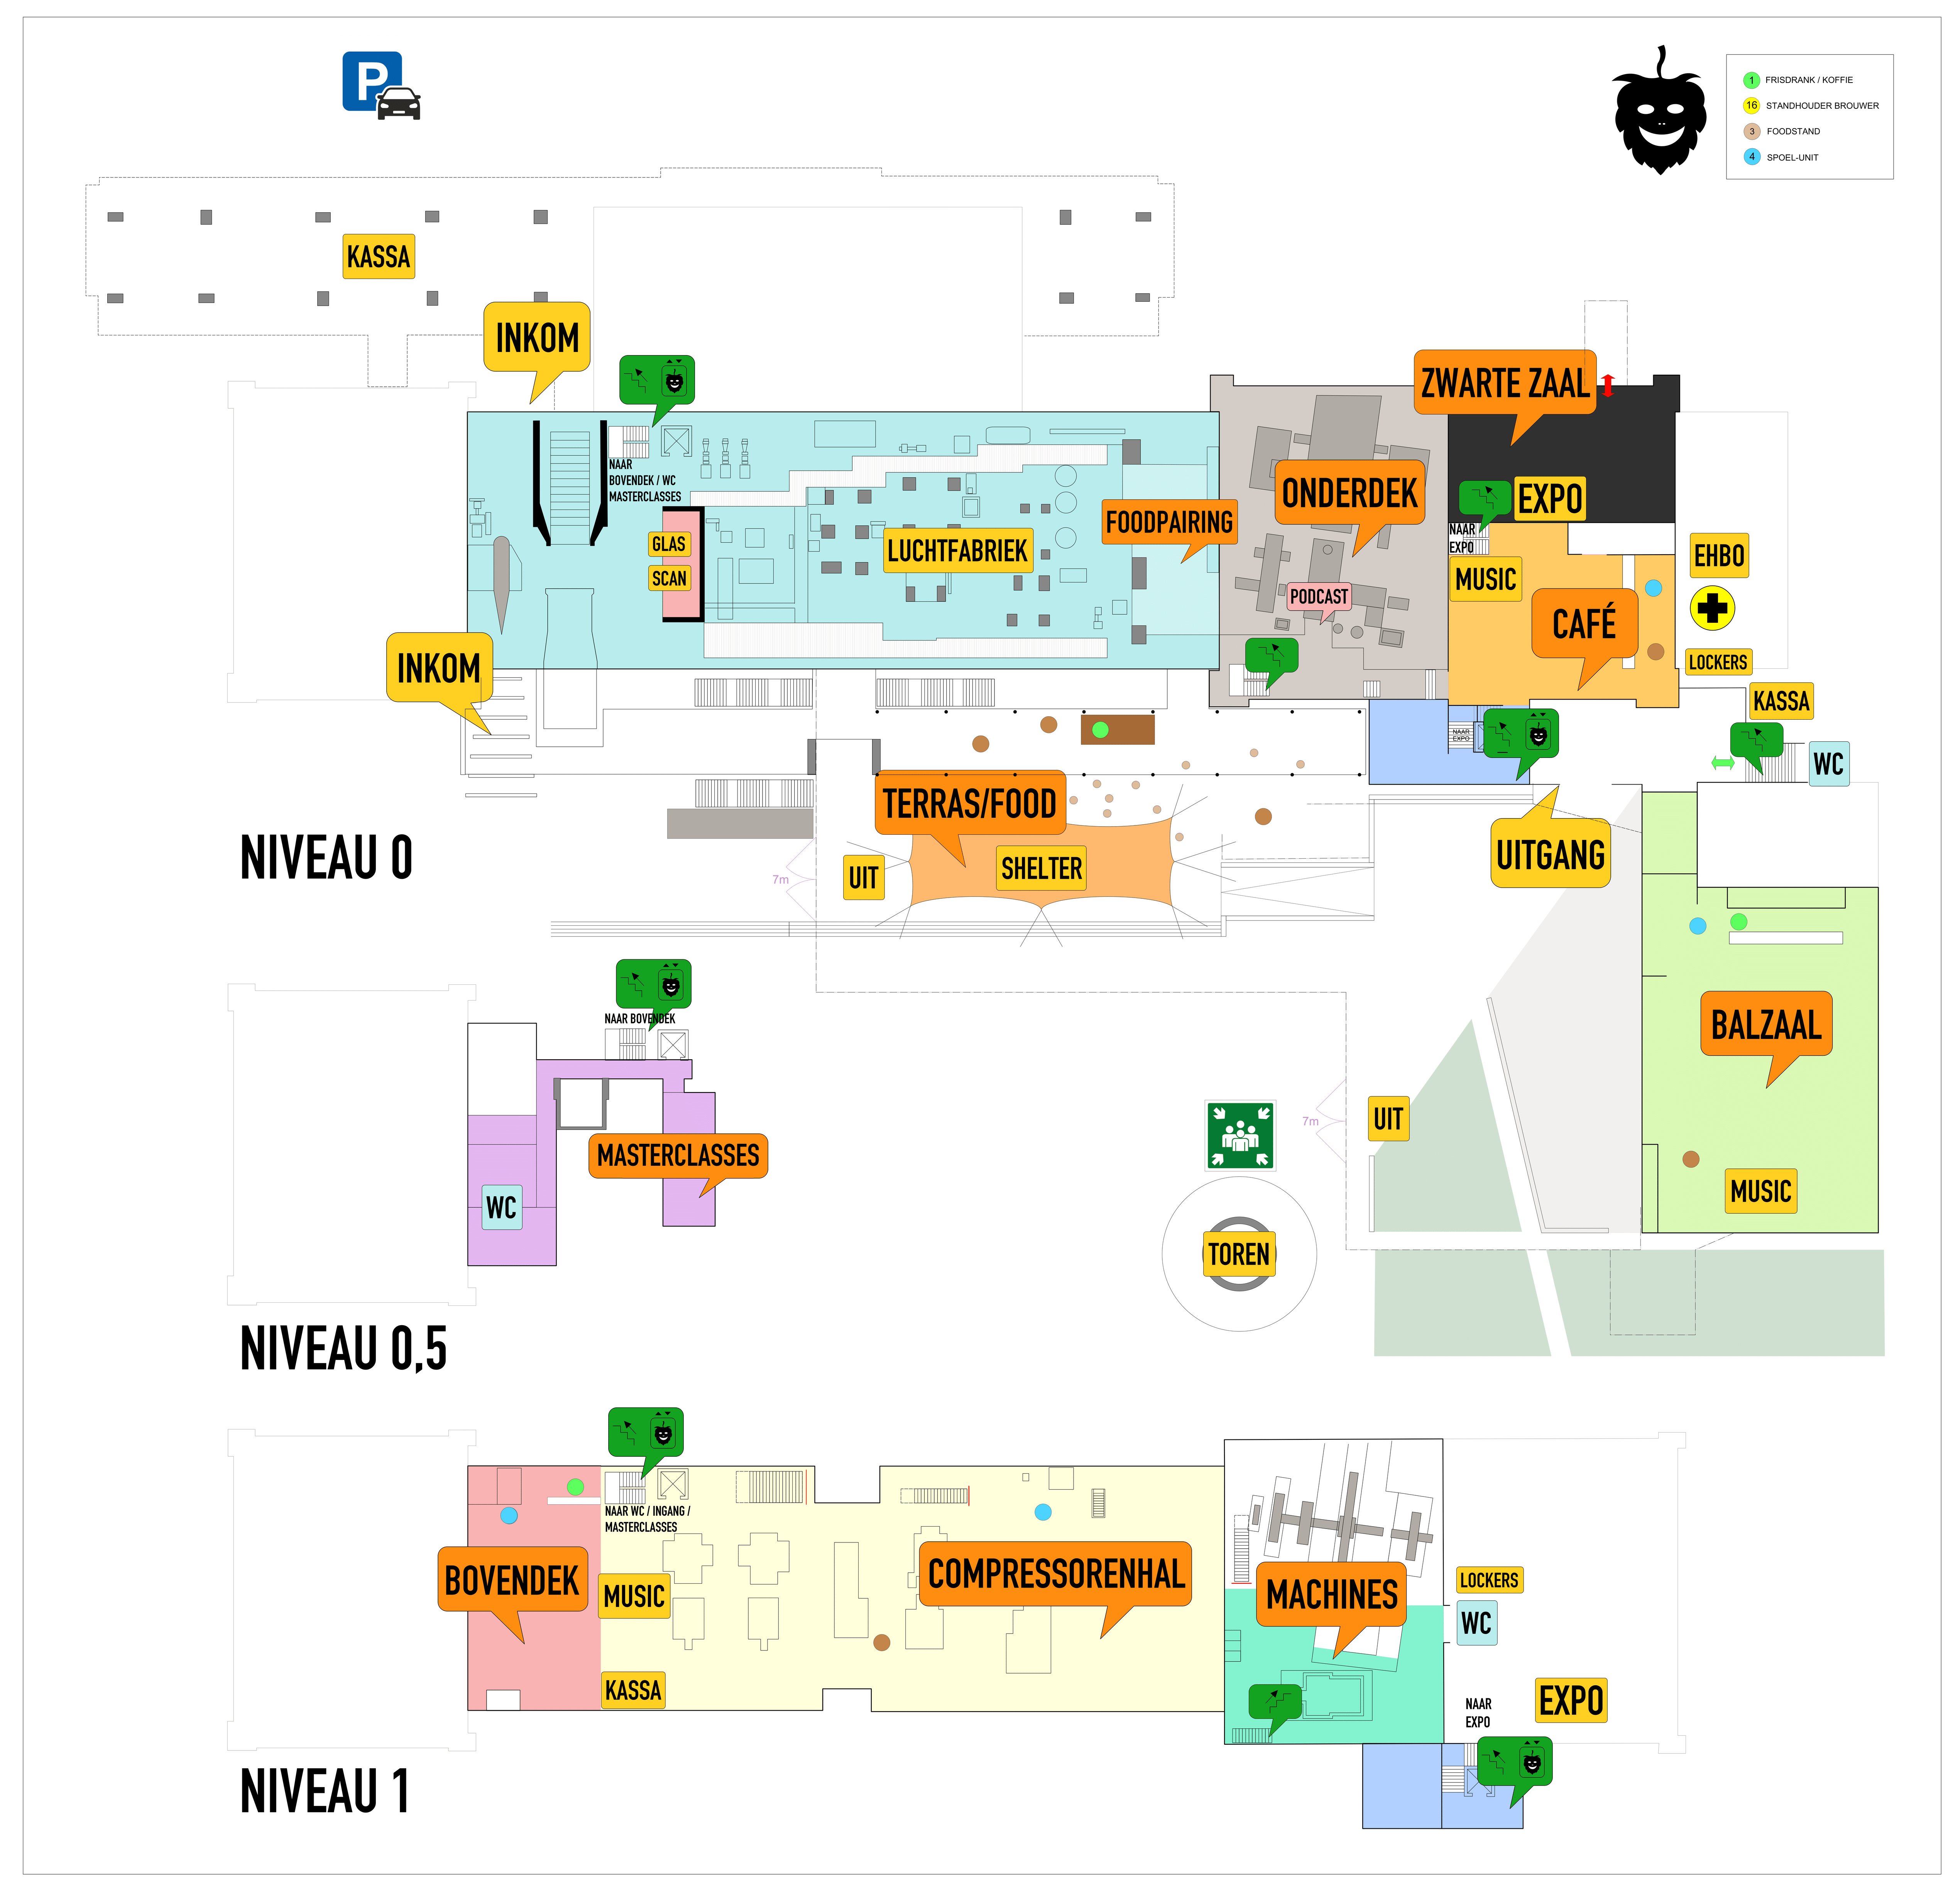 P
1 FRISDRANK / KOFFIE
16 STANDHOUDER BROUWER
3 FOODSTAND
4 SPOEL-UNIT
KASSA
INKOM
ZWARTE ZAAL
NAAR
BOVENDEK / WC
MASTERCLASSES
ONDERDEK
EXPO
NAAR
EXPO
FOODPAIRING
GLAS
SCAN
LUCHTFABRIEK
MUSIC
EHBO
PODCAST
CAFÉ
INKOM
LOCKERS
KASSA
NAAR
EXPO
WC
TERRAS/FOOD
NIVEAU 0
7m
UIT
SHELTER
UITGANG
NAAR BOVENDEK
BALZAAL
MASTERCLASSES
WC
7m
UIT
MUSIC
TOREN
NIVEAU 0,5
NAAR WC / INGANG /
MASTERCLASSES
BOVENDEK
MUSIC
COMPRESSORENHAL
MACHINES
LOCKERS
WC
KASSA
EXPO
NAAR
EXPO
NIVEAU 1